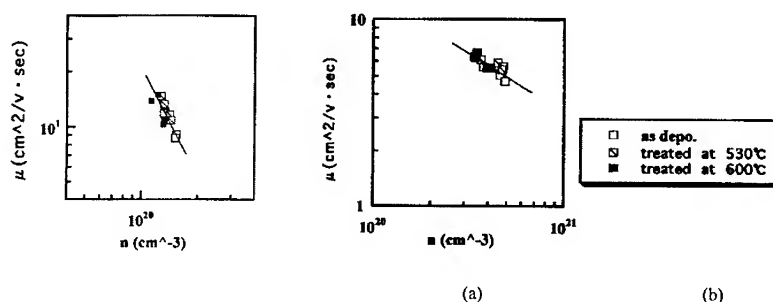 μ (cm^2/v・sec)
10^1
10^20
n (cm^-3)
μ (cm^2/v・sec)
10
1
10^20
10^21
n (cm^-3)
as depo.
treated at 530℃
treated at 600℃
(a)
(b)